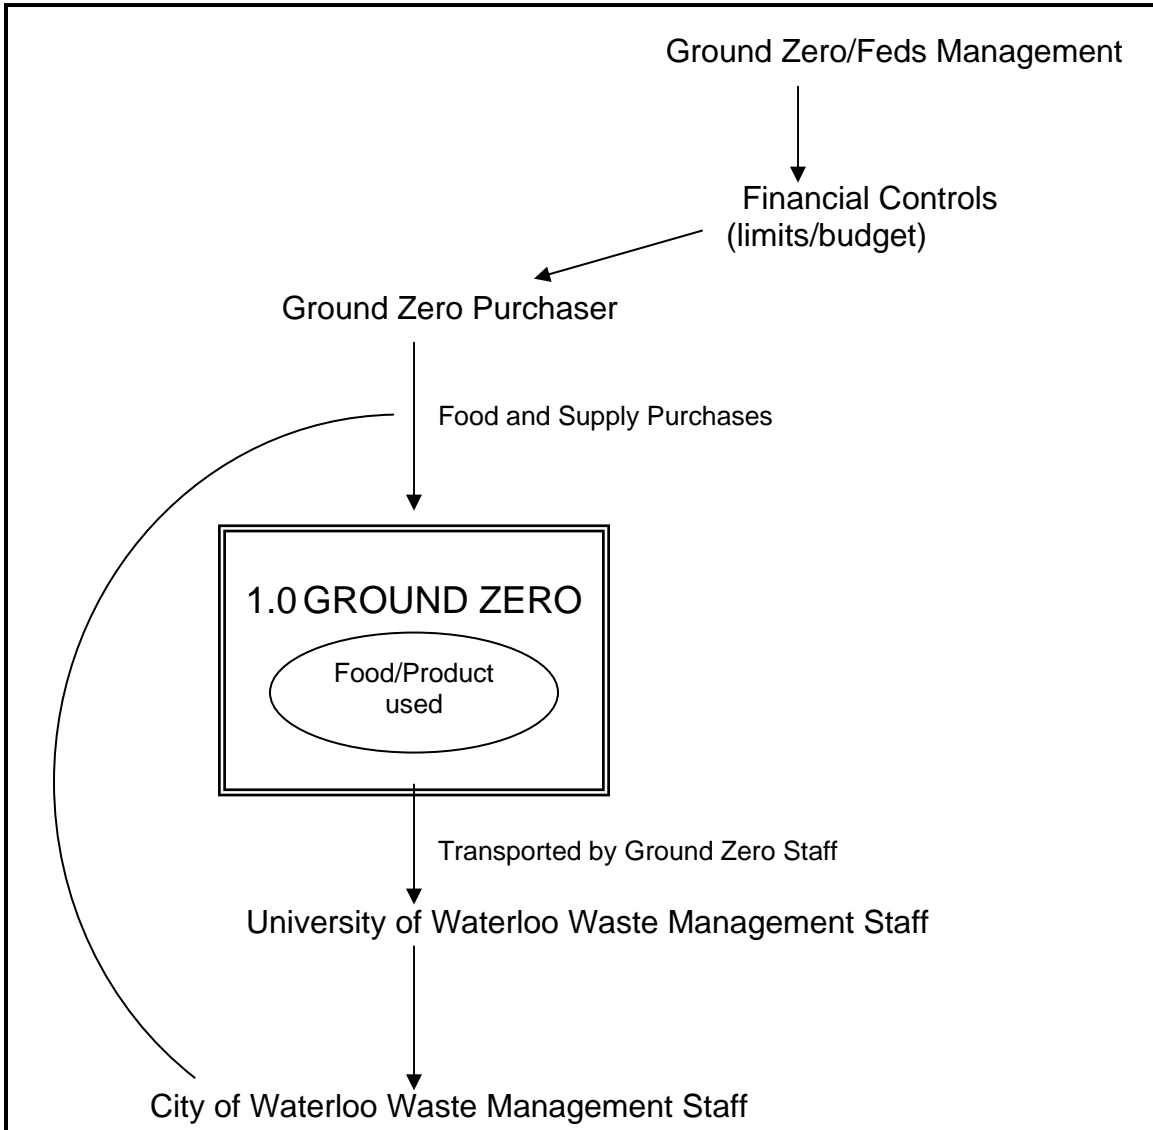 Ground Zero/Feds Management
Financial Controls
(limits/budget)
Ground Zero Purchaser
Food and Supply Purchases
1.0 GROUND ZERO
Food/Product
used
Transported by Ground Zero Staff
University of Waterloo Waste Management Staff
City of Waterloo Waste Management Staff